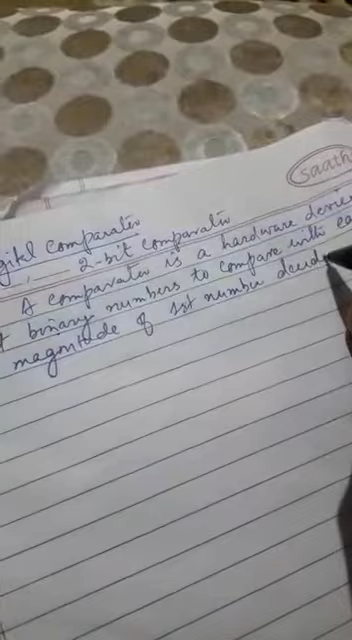 saath
gital Comparator
2-bit comparator
A comparator is a hardware device
t binary numbers to compare with ea
magnitude of 1st number decide